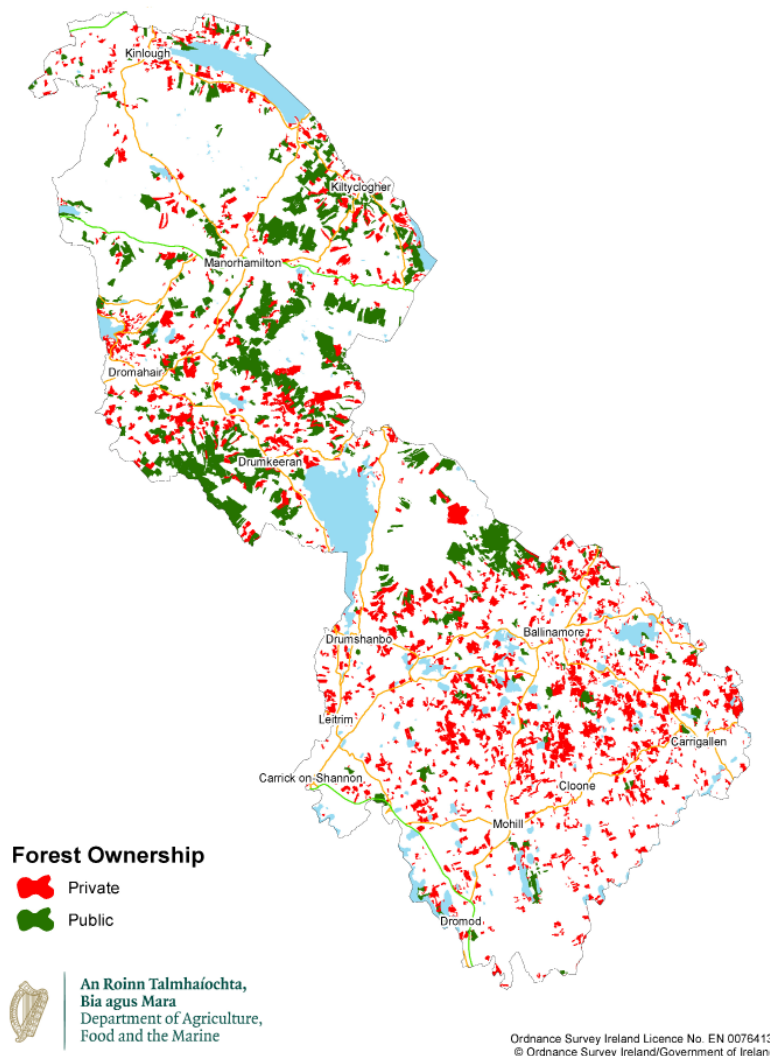 Kinlough
Kiltyclogher
Manorhamilton
Dromahair
Drumkeeran
Drumshanbo
Ballinamore
Leitrim
Carrigallen
Carrick on-Shannon
Cloone
Mohill
Dromod
Forest Ownership
Private
Public
An Roinn Talmhaíochta,
Bia agus Mara
Department of Agriculture,
Food and the Marine
Ordnance Survey Ireland Licence No. EN 0076413
© Ordnance Survey Ireland/Government of Ireland